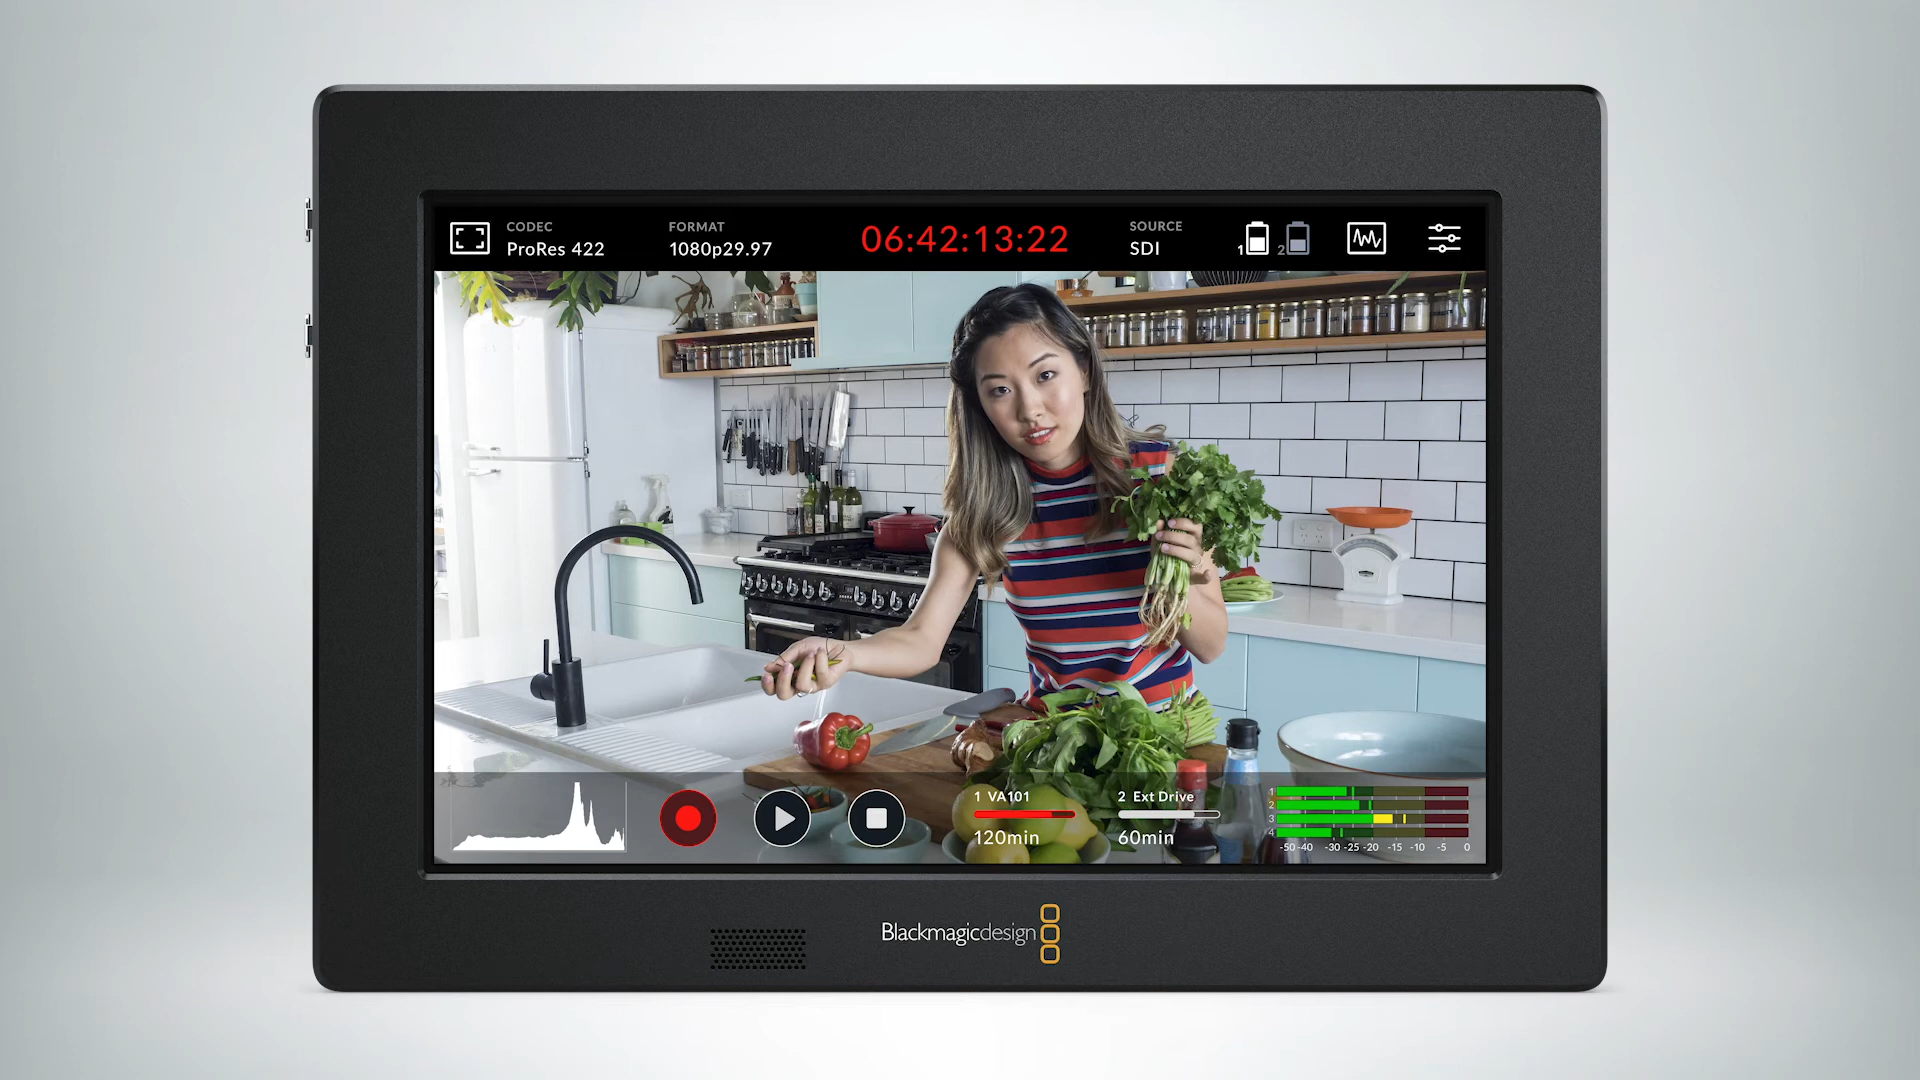 CODEC
ProRes 422
FORMAT
1080p29.97
06:42:13:22
SOURCE
SDI
1
2
1 VA101
120min
2 Ext Drive
60min
1
2
3
4
-50 -40 -30 -25 -20 -15 -10 -5 0
Blackmagicdesign